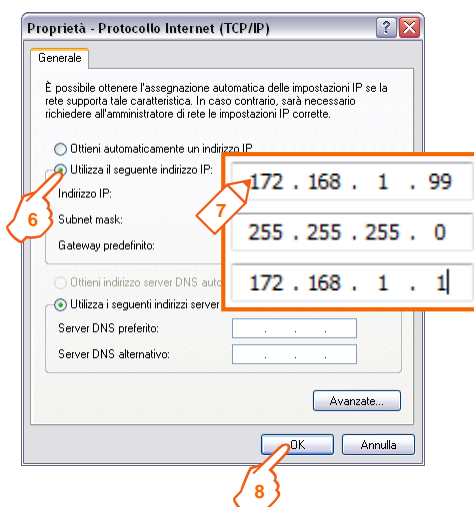 Proprietà - Protocollo Internet (TCP/IP)
Generale
È possibile ottenere l'assegnazione automatica delle impostazioni IP se la
rete supporta tale caratteristica. In caso contrario, sarà necessario
richiedere all'amministratore di rete le impostazioni IP corrette.
Ottieni automaticamente un indirizzo IP
Utilizza il seguente indirizzo IP:
Indirizzo IP:
172 . 168 . 1 . 99
6
7
Subnet mask:
255 . 255 . 255 . 0
Gateway predefinito:
172 . 168 . 1 . 1
Ottieni indirizzo server DNS auto
Utilizza i seguenti indirizzi server
Server DNS preferito:
Server DNS alternativo:
Avanzate...
OK
Annulla
8